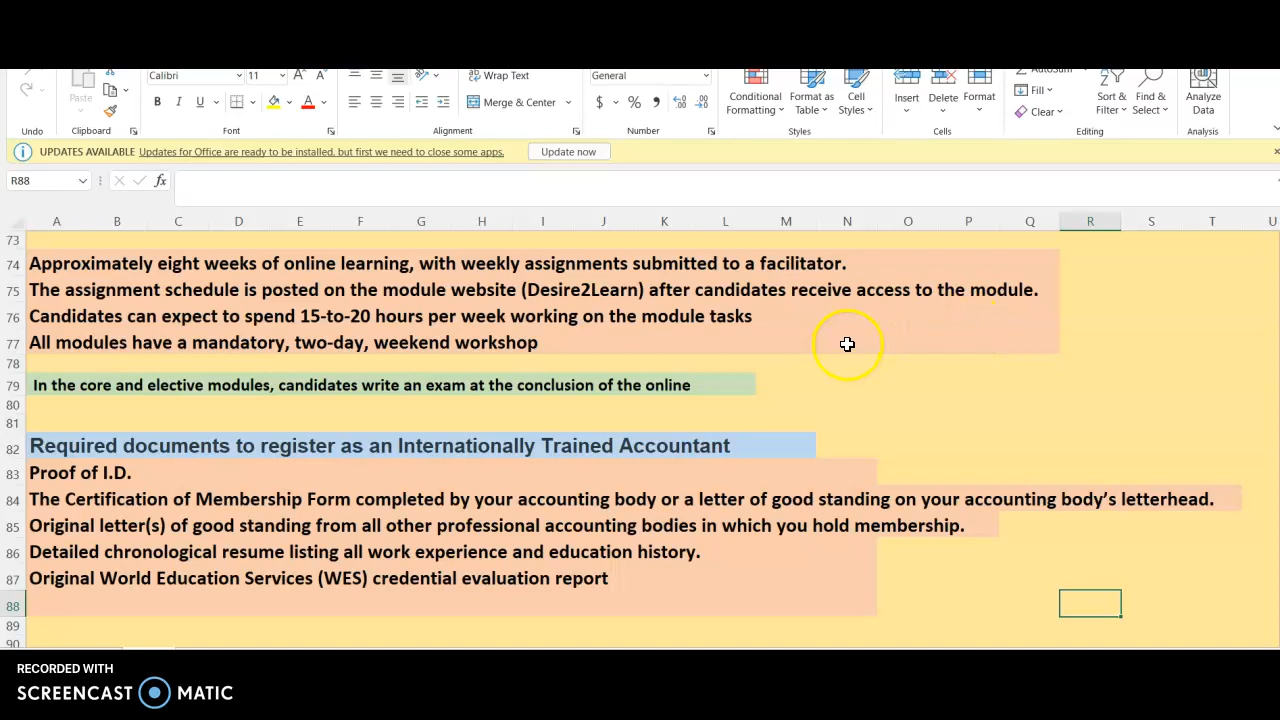 Calibri 11 A A Wrap Text General AutoSum
Paste B I U A Merge & Center $ % Conditional Formatting Format as Table Cell Styles Insert Delete Format Fill Clear Sort & Filter Find & Select Analyze Data
Undo Clipboard Font Alignment Number Styles Cells Editing Analysis
UPDATES AVAILABLE Updates for Office are ready to be installed, but first we need to close some apps. Update now
R88 fx
A B C D E F G H I J K L M N O P Q R S T U
73
74 Approximately eight weeks of online learning, with weekly assignments submitted to a facilitator.
75 The assignment schedule is posted on the module website (Desire2Learn) after candidates receive access to the module.
76 Candidates can expect to spend 15-to-20 hours per week working on the module tasks
77 All modules have a mandatory, two-day, weekend workshop
78
79 In the core and elective modules, candidates write an exam at the conclusion of the online
80
81
82 Required documents to register as an Internationally Trained Accountant
83 Proof of I.D.
84 The Certification of Membership Form completed by your accounting body or a letter of good standing on your accounting body’s letterhead.
85 Original letter(s) of good standing from all other professional accounting bodies in which you hold membership.
86 Detailed chronological resume listing all work experience and education history.
87 Original World Education Services (WES) credential evaluation report
88
89
90
RECORDED WITH
SCREENCAST MATIC